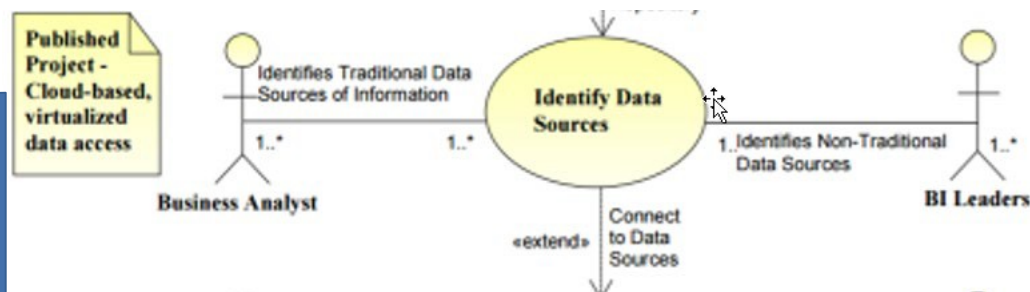 Published
Project -
Cloud-based,
virtualized
data access
Identifies Traditional Data
Sources of Information
1..*
1..*
Business Analyst
Identify Data
Sources
1..
Identifies Non-Traditional
Data Sources
1..*
BI Leaders
«extend»
Connect
to Data
Sources